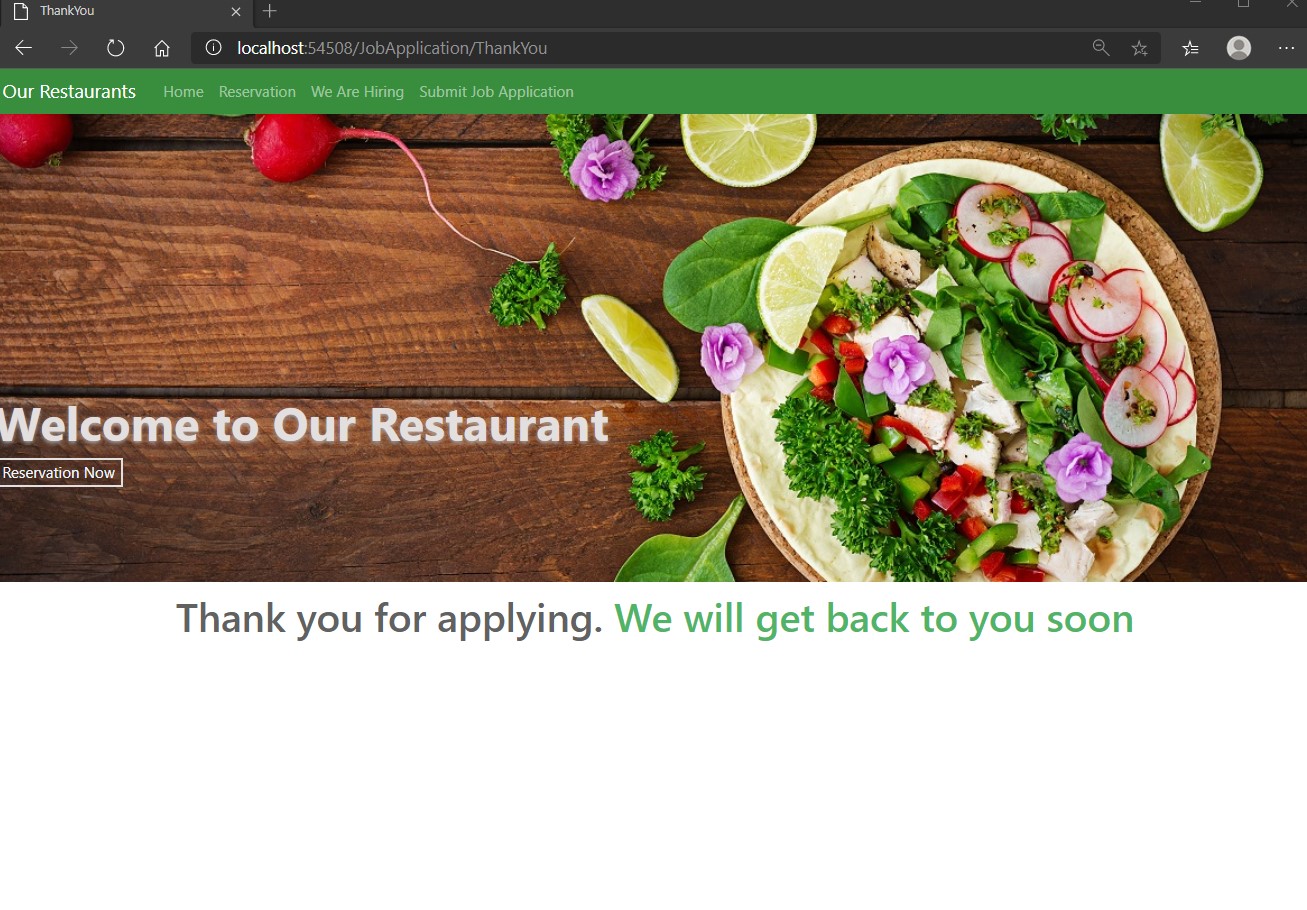 ThankYou
localhost:54508/JobApplication/ThankYou
Our Restaurants Home Reservation We Are Hiring Submit Job Application
Welcome to Our Restaurant
Reservation Now
Thank you for applying. We will get back to you soon